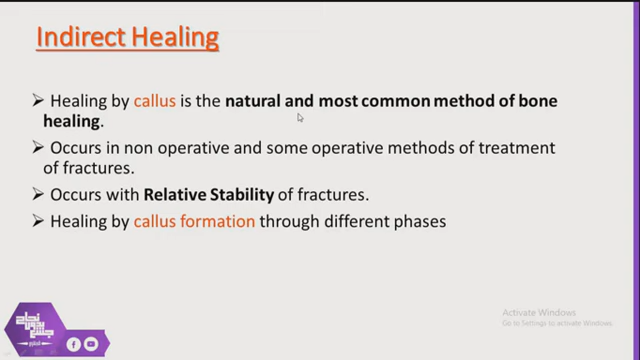 Indirect Healing
➢ Healing by callus is the natural and most common method of bone
healing.
➢ Occurs in non operative and some operative methods of treatment
of fractures.
➢ Occurs with Relative Stability of fractures.
➢ Healing by callus formation through different phases
Activate Windows
Go to Settings to activate Windows.